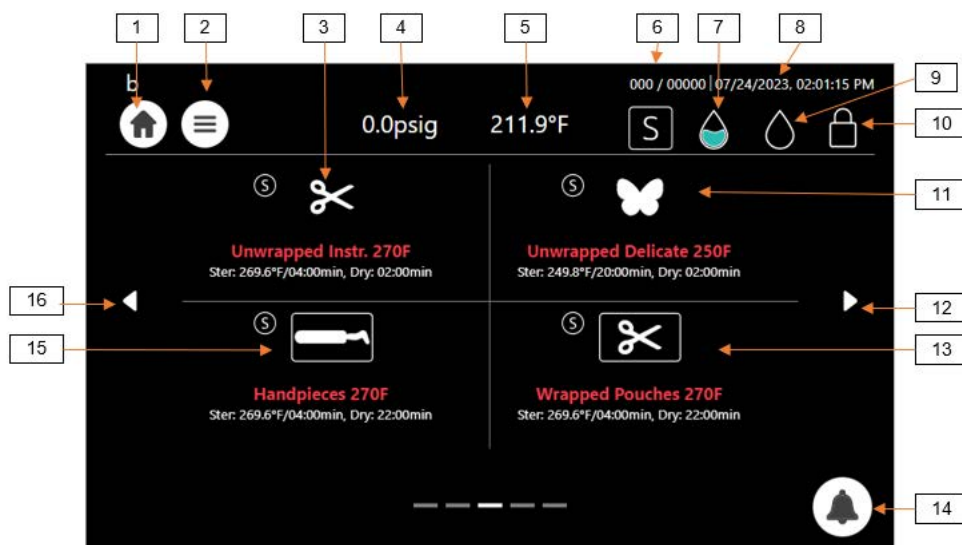 1 2 3 4 5 6 7 8
9
10
b
000 / 00000 | 07/24/2023, 02:01:15 PM
0.0psig 211.9°F S
S S
11
Unwrapped Instr. 270F Unwrapped Delicate 250F
Ster: 269.6°F/04:00min, Dry: 02:00min Ster: 249.8°F/20:00min, Dry: 02:00min
16 12
S S
15 13
Handpieces 270F Wrapped Pouches 270F
Ster: 269.6°F/04:00min, Dry: 22:00min Ster: 269.6°F/04:00min, Dry: 22:00min
14